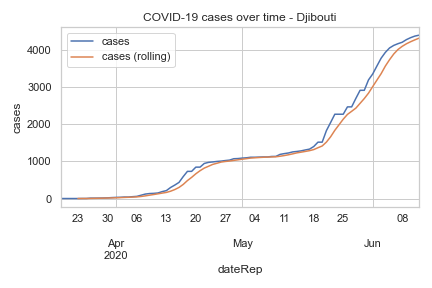 COVID-19 cases over time - Djibouti
cases
cases (rolling)
4000
3000
2000
1000
0
cases
23 30 06 13 20 27 04 11 18 25 08
Apr May Jun
2020
dateRep